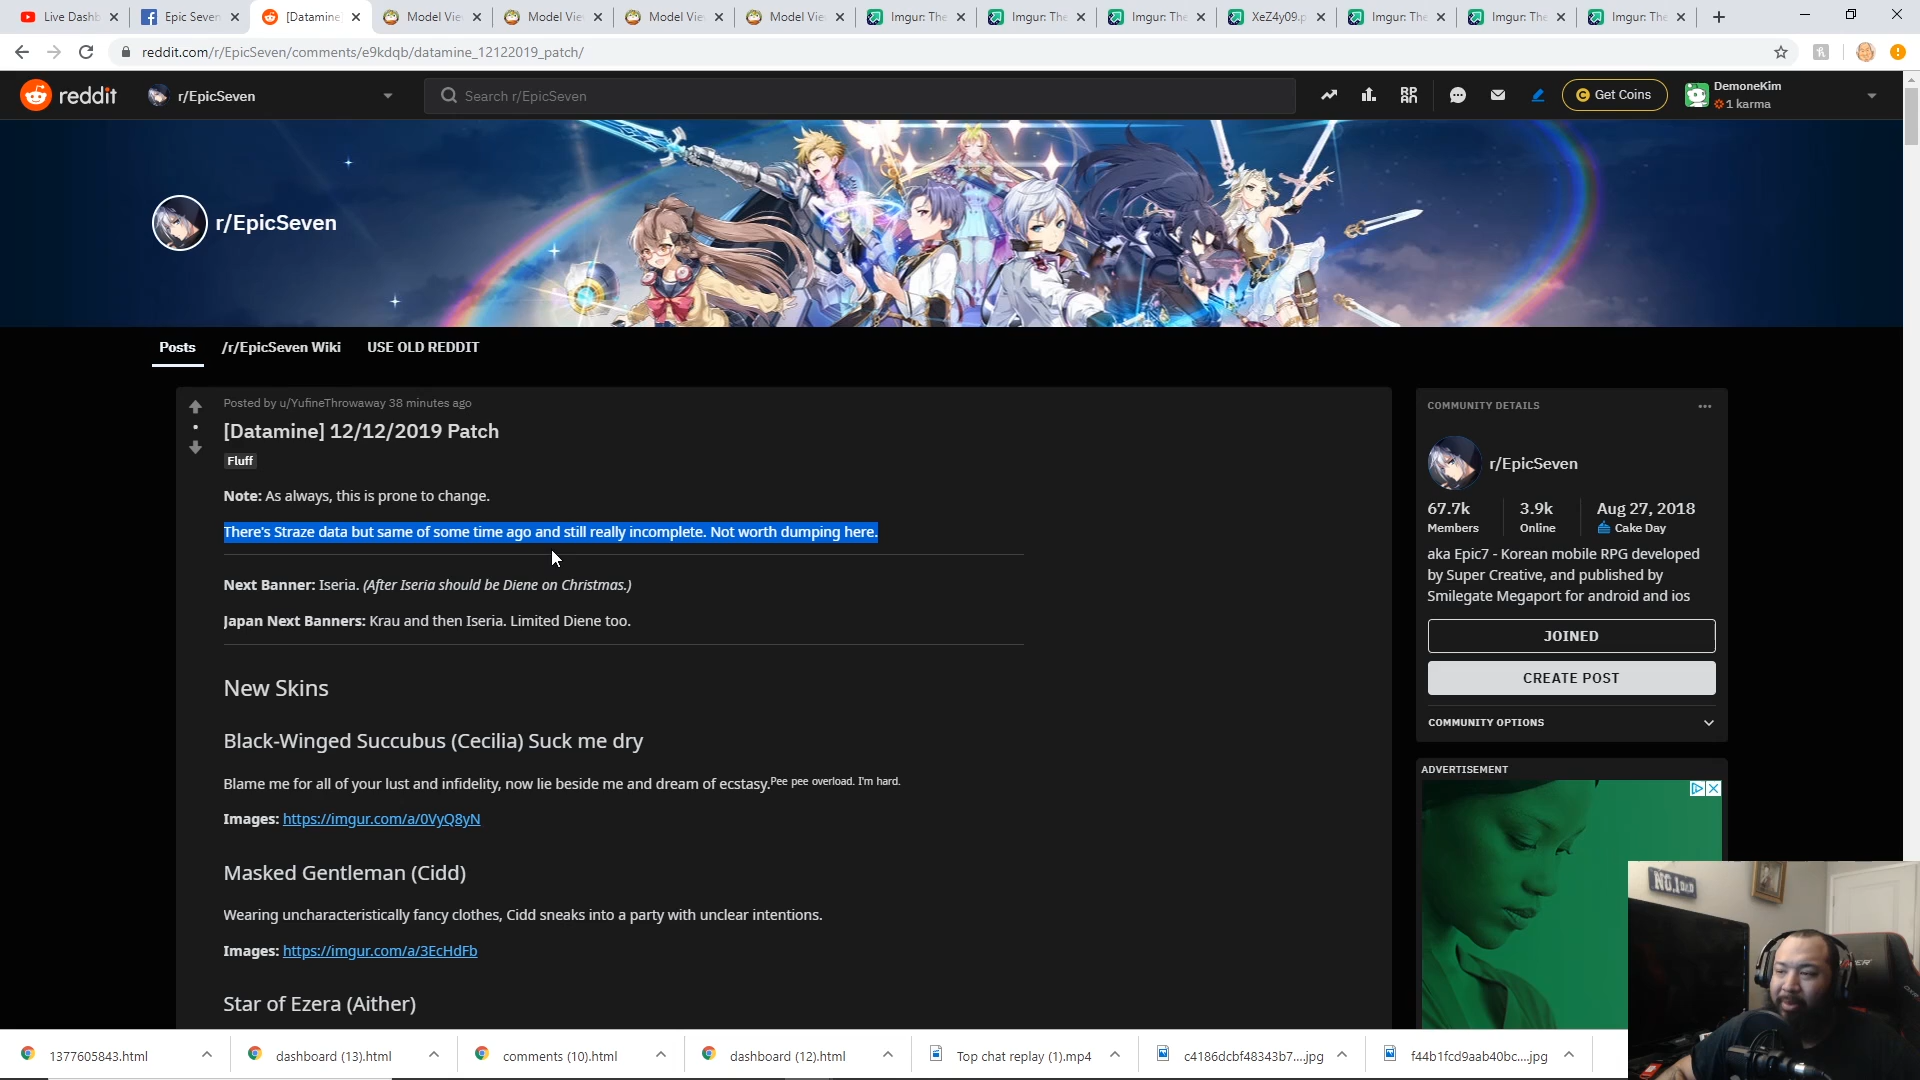 Live Dashb
Epic Seven
[Datamine
Model Vie
Model Vie
Model Vie
Model Vie
Imgur: The
Imgur: The
Imgur: The
XeZ4y09.p
Imgur: The
Imgur: The
Imgur: The
reddit.com/r/EpicSeven/comments/e9kdqb/datamine_12122019_patch/
reddit
r/EpicSeven
Search r/EpicSeven
Get Coins
DemoneKim
1 karma
r/EpicSeven
Posts
/r/EpicSeven Wiki
USE OLD REDDIT
Posted by u/YufineThrowaway 38 minutes ago
[Datamine] 12/12/2019 Patch
Fluff
Note: As always, this is prone to change.
There's Straze data but same of some time ago and still really incomplete. Not worth dumping here.
Next Banner: Iseria. (After Iseria should be Diene on Christmas.)
Japan Next Banners: Krau and then Iseria. Limited Diene too.
New Skins
Black-Winged Succubus (Cecilia) Suck me dry
Blame me for all of your lust and infidelity, now lie beside me and dream of ecstasy.Pee pee overload. I'm hard.
Images: https://imgur.com/a/0VyQ8yN
Masked Gentleman (Cidd)
Wearing uncharacteristically fancy clothes, Cidd sneaks into a party with unclear intentions.
Images: https://imgur.com/a/3EcHdFb
Star of Ezera (Aither)
COMMUNITY DETAILS
r/EpicSeven
67.7k
Members
3.9k
Online
Aug 27, 2018
Cake Day
aka Epic7 - Korean mobile RPG developed
by Super Creative, and published by
Smilegate Megaport for android and ios
JOINED
CREATE POST
COMMUNITY OPTIONS
ADVERTISEMENT
NO.1 DAD
1377605843.html
dashboard (13).html
comments (10).html
dashboard (12).html
Top chat replay (1).mp4
c4186dcbf48343b7....jpg
f44b1fcd9aab40bc....jpg